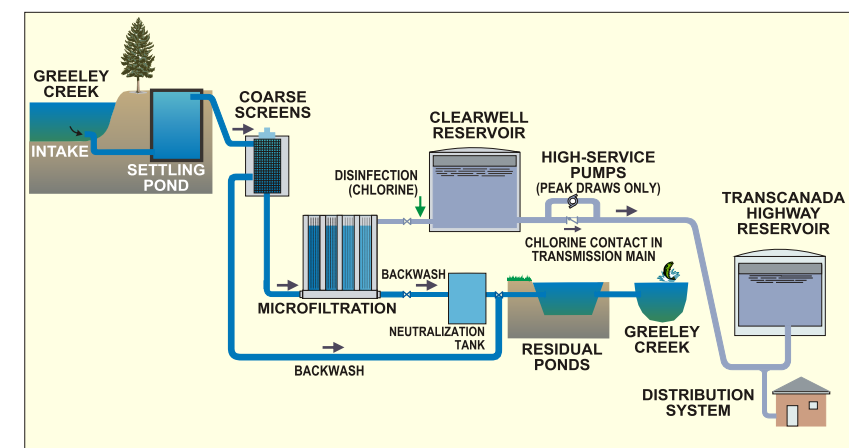 GREELEY
CREEK
INTAKE
SETTLING
POND
COARSE
SCREENS
DISINFECTION
(CHLORINE)
CLEARWELL
RESERVOIR
HIGH-SERVICE
PUMPS
(PEAK DRAWS ONLY)
CHLORINE CONTACT IN
TRANSMISSION MAIN
TRANSCANADA
HIGHWAY
RESERVOIR
MICROFILTRATION
BACKWASH
NEUTRALIZATION
TANK
RESIDUAL
PONDS
GREELEY
CREEK
BACKWASH
DISTRIBUTION
SYSTEM